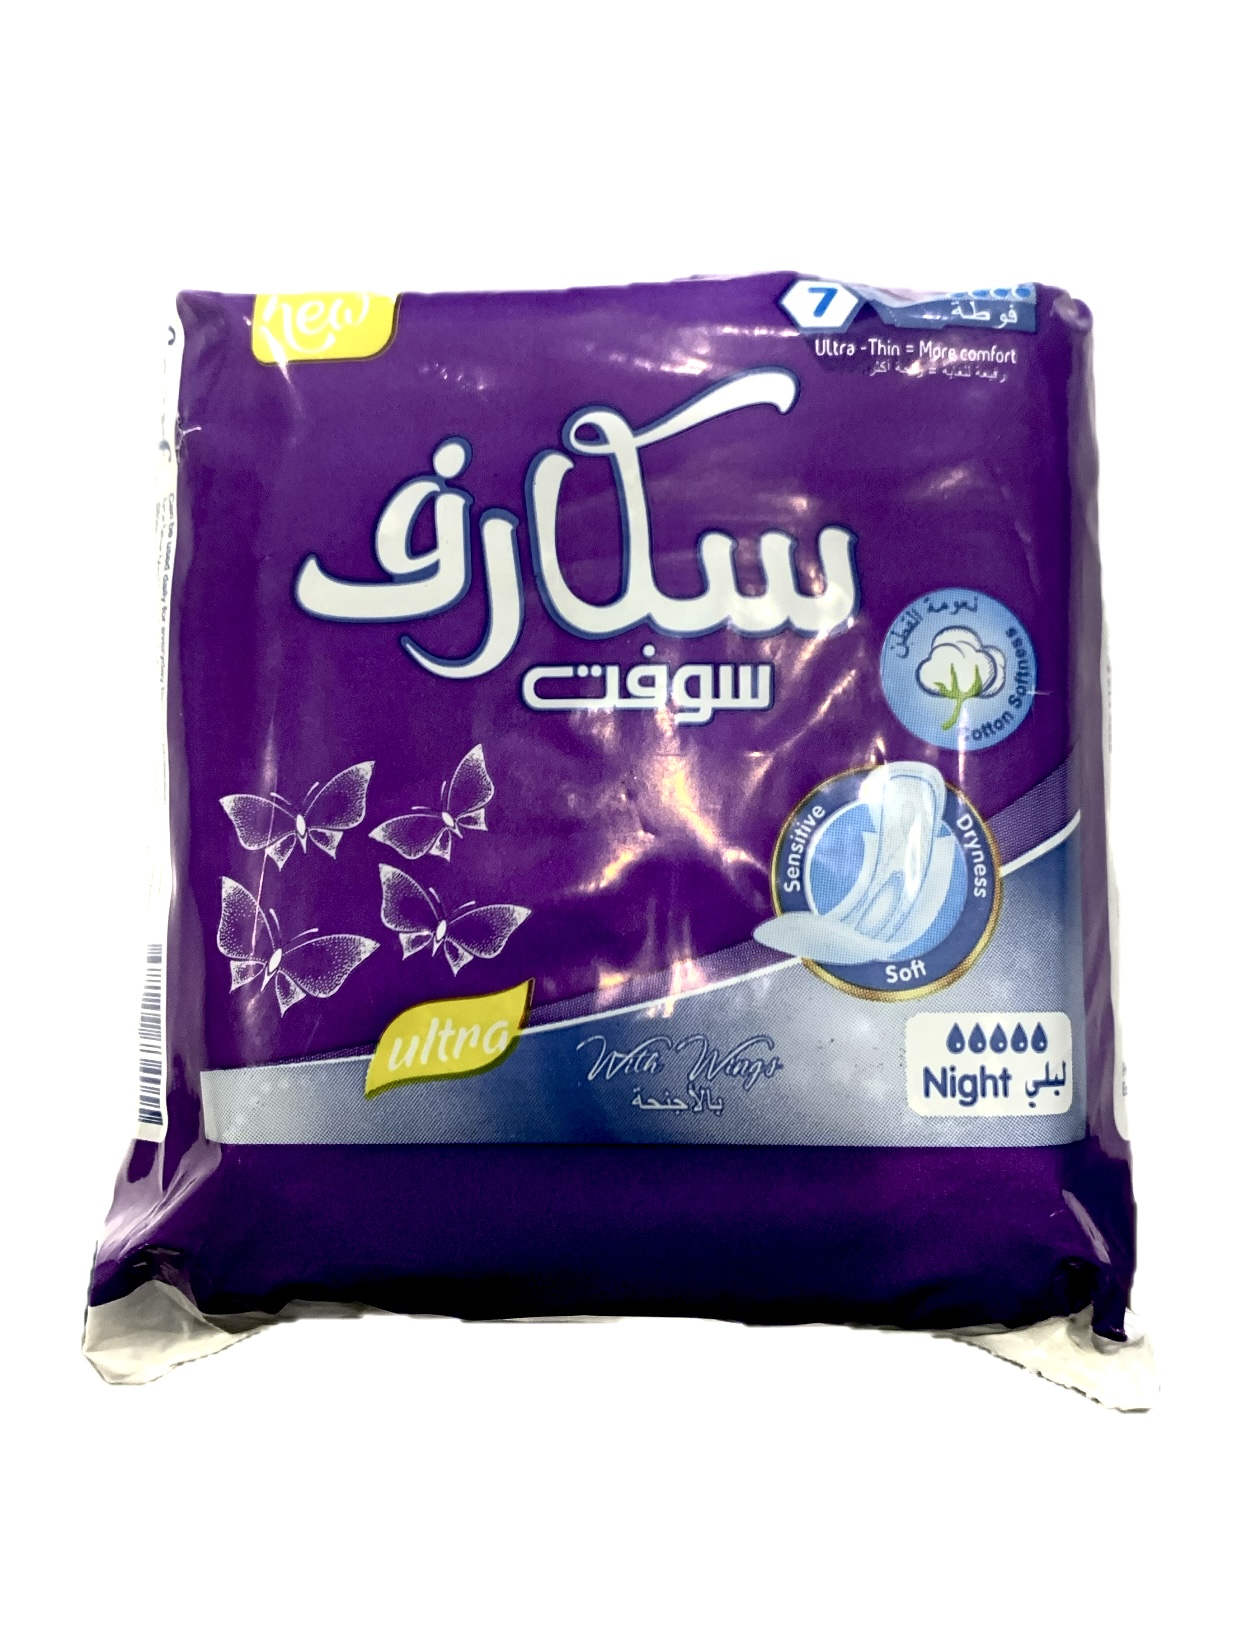 new
7
فوطة
Ultra -Thin = More comfort
سكارف
سوفت
نعومة القطن
Cotton Softness
Sensitive
Dryness
Soft
ultra
With Wings
بالأجنحة
Night ليلي